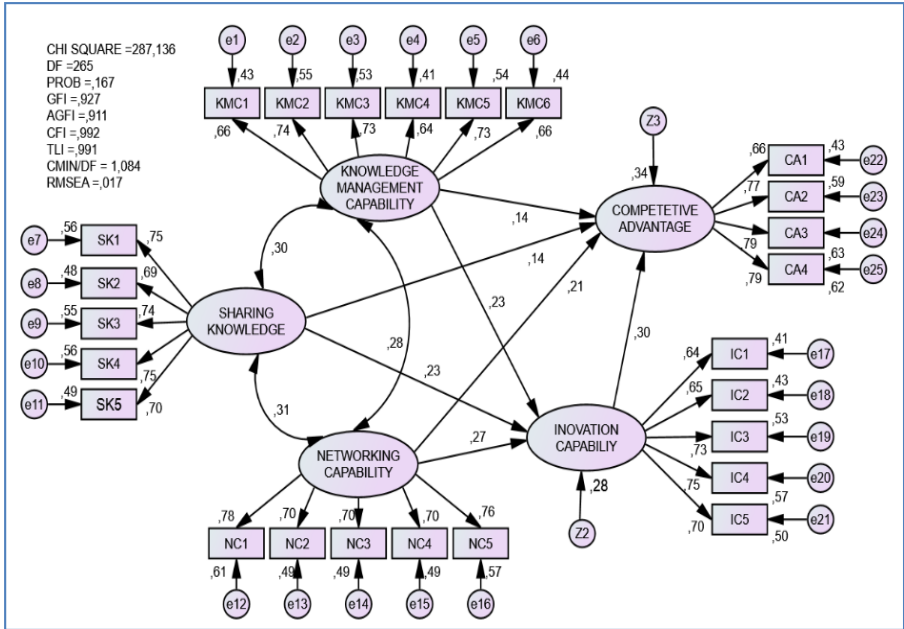 CHI SQUARE =287,136
DF =265
PROB =,167
GFI =,927
AGFI =,911
CFI =,992
TLI =,991
CMIN/DF = 1,084
RMSEA =,017
e1 e2 e3 e4 e5 e6
,43 ,55 ,53 ,41 ,54 ,44
KMC1 KMC2 KMC3 KMC4 KMC5 KMC6
,66 ,74 ,73 ,64 ,73 ,66
KNOWLEDGE
MANAGEMENT
CAPABILITY
Z3
,34
COMPETETIVE
ADVANTAGE
,66 CA1 ,43 e22
,77 CA2 ,59 e23
,79 CA3 ,63 e24
,79 CA4 ,62 e25
e7 ,56 SK1 ,75
e8 ,48 SK2 ,69
e9 ,55 SK3 ,74
e10 ,56 SK4 ,75
e11 ,49 SK5 ,70
SHARING
KNOWLEDGE
,30
,28
,31
,14
,14
,21
,23
,23
,27
,30
INOVATION
CAPABILIY
,28
Z2
,64 IC1 ,41 e17
,65 IC2 ,43 e18
,73 IC3 ,53 e19
,75 IC4 ,57 e20
,70 IC5 ,50 e21
NETWORKING
CAPABILITY
,78 ,70 ,70 ,70 ,76
NC1 NC2 NC3 NC4 NC5
,61 ,49 ,49 ,49 ,57
e12 e13 e14 e15 e16